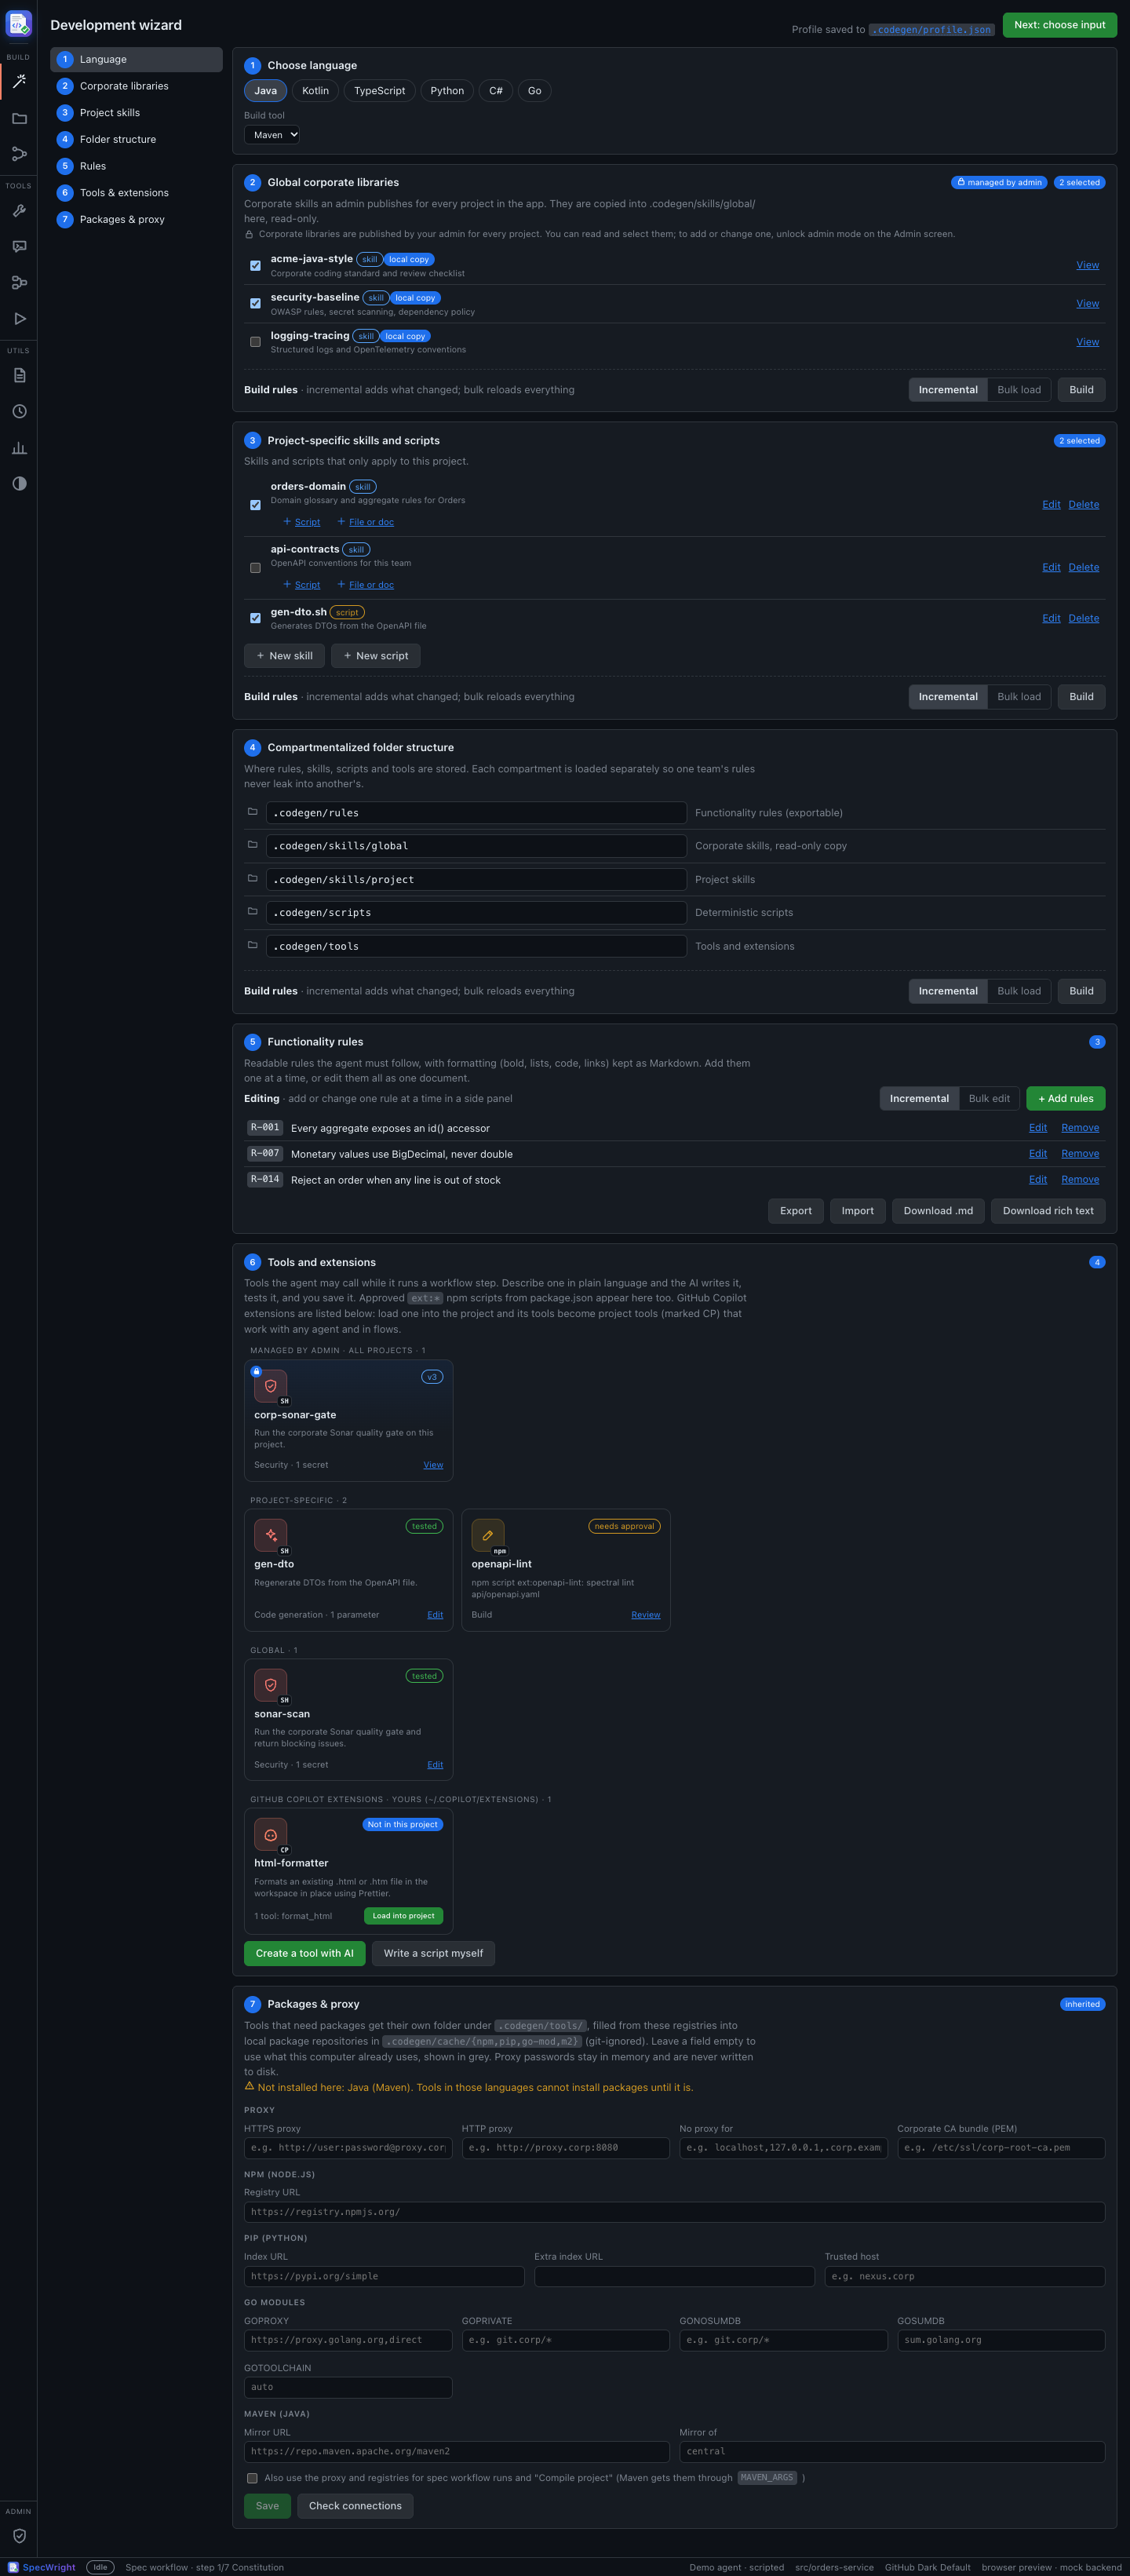 Development wizard
Profile saved to .codegen/profile.json
Next: choose input
BUILD
TOOLS
UTILS
ADMIN
1 Language
2 Corporate libraries
3 Project skills
4 Folder structure
5 Rules
6 Tools & extensions
7 Packages & proxy
1 Choose language
Java Kotlin TypeScript Python C# Go
Build tool
Maven
2 Global corporate libraries
managed by admin 2 selected
Corporate skills an admin publishes for every project in the app. They are copied into .codegen/skills/global/
here, read-only.
Corporate libraries are published by your admin for every project. You can read and select them; to add or change one, unlock admin mode on the Admin screen.
acme-java-style skill local copy
Corporate coding standard and review checklist
View
security-baseline skill local copy
OWASP rules, secret scanning, dependency policy
View
logging-tracing skill local copy
Structured logs and OpenTelemetry conventions
View
Build rules · incremental adds what changed; bulk reloads everything
Incremental Bulk load Build
3 Project-specific skills and scripts
2 selected
Skills and scripts that only apply to this project.
orders-domain skill
Domain glossary and aggregate rules for Orders
+ Script + File or doc
Edit Delete
api-contracts skill
OpenAPI conventions for this team
+ Script + File or doc
Edit Delete
gen-dto.sh script
Generates DTOs from the OpenAPI file
Edit Delete
+ New skill + New script
Build rules · incremental adds what changed; bulk reloads everything
Incremental Bulk load Build
4 Compartmentalized folder structure
Where rules, skills, scripts and tools are stored. Each compartment is loaded separately so one team's rules
never leak into another's.
.codegen/rules Functionality rules (exportable)
.codegen/skills/global Corporate skills, read-only copy
.codegen/skills/project Project skills
.codegen/scripts Deterministic scripts
.codegen/tools Tools and extensions
Build rules · incremental adds what changed; bulk reloads everything
Incremental Bulk load Build
5 Functionality rules
3
Readable rules the agent must follow, with formatting (bold, lists, code, links) kept as Markdown. Add them
one at a time, or edit them all as one document.
Editing · add or change one rule at a time in a side panel
Incremental Bulk edit + Add rules
R-001 Every aggregate exposes an id() accessor Edit Remove
R-007 Monetary values use BigDecimal, never double Edit Remove
R-014 Reject an order when any line is out of stock Edit Remove
Export Import Download .md Download rich text
6 Tools and extensions
4
Tools the agent may call while it runs a workflow step. Describe one in plain language and the AI writes it,
tests it, and you save it. Approved ext:* npm scripts from package.json appear here too. GitHub Copilot
extensions are listed below: load one into the project and its tools become project tools (marked CP) that
work with any agent and in flows.
MANAGED BY ADMIN · ALL PROJECTS · 1
SH
v3
corp-sonar-gate
Run the corporate Sonar quality gate on this
project.
Security · 1 secret View
PROJECT-SPECIFIC · 2
SH
tested
gen-dto
Regenerate DTOs from the OpenAPI file.
Code generation · 1 parameter Edit
npm
needs approval
openapi-lint
npm script ext:openapi-lint: spectral lint
api/openapi.yaml
Build Review
GLOBAL · 1
SH
tested
sonar-scan
Run the corporate Sonar quality gate and
return blocking issues.
Security · 1 secret Edit
GITHUB COPILOT EXTENSIONS · YOURS (~/.COPILOT/EXTENSIONS) · 1
CP
Not in this project
html-formatter
Formats an existing .html or .htm file in the
workspace in place using Prettier.
1 tool: format_html Load into project
Create a tool with AI Write a script myself
7 Packages & proxy
inherited
Tools that need packages get their own folder under .codegen/tools/, filled from these registries into
local package repositories in .codegen/cache/{npm,pip,go-mod,m2} (git-ignored). Leave a field empty to
use what this computer already uses, shown in grey. Proxy passwords stay in memory and are never written
to disk.
Not installed here: Java (Maven). Tools in those languages cannot install packages until it is.
PROXY
HTTPS proxy HTTP proxy No proxy for Corporate CA bundle (PEM)
e.g. http://user:password@proxy.cor e.g. http://proxy.corp:8080 e.g. localhost,127.0.0.1,.corp.exam e.g. /etc/ssl/corp-root-ca.pem
NPM (NODE.JS)
Registry URL
https://registry.npmjs.org/
PIP (PYTHON)
Index URL Extra index URL Trusted host
https://pypi.org/simple e.g. nexus.corp
GO MODULES
GOPROXY GOPRIVATE GONOSUMDB GOSUMDB
https://proxy.golang.org,direct e.g. git.corp/* e.g. git.corp/* sum.golang.org
GOTOOLCHAIN
auto
MAVEN (JAVA)
Mirror URL Mirror of
https://repo.maven.apache.org/maven2 central
Also use the proxy and registries for spec workflow runs and "Compile project" (Maven gets them through MAVEN_ARGS )
Save Check connections
SpecWright Idle Spec workflow · step 1/7 Constitution
Demo agent · scripted src/orders-service GitHub Dark Default browser preview · mock backend